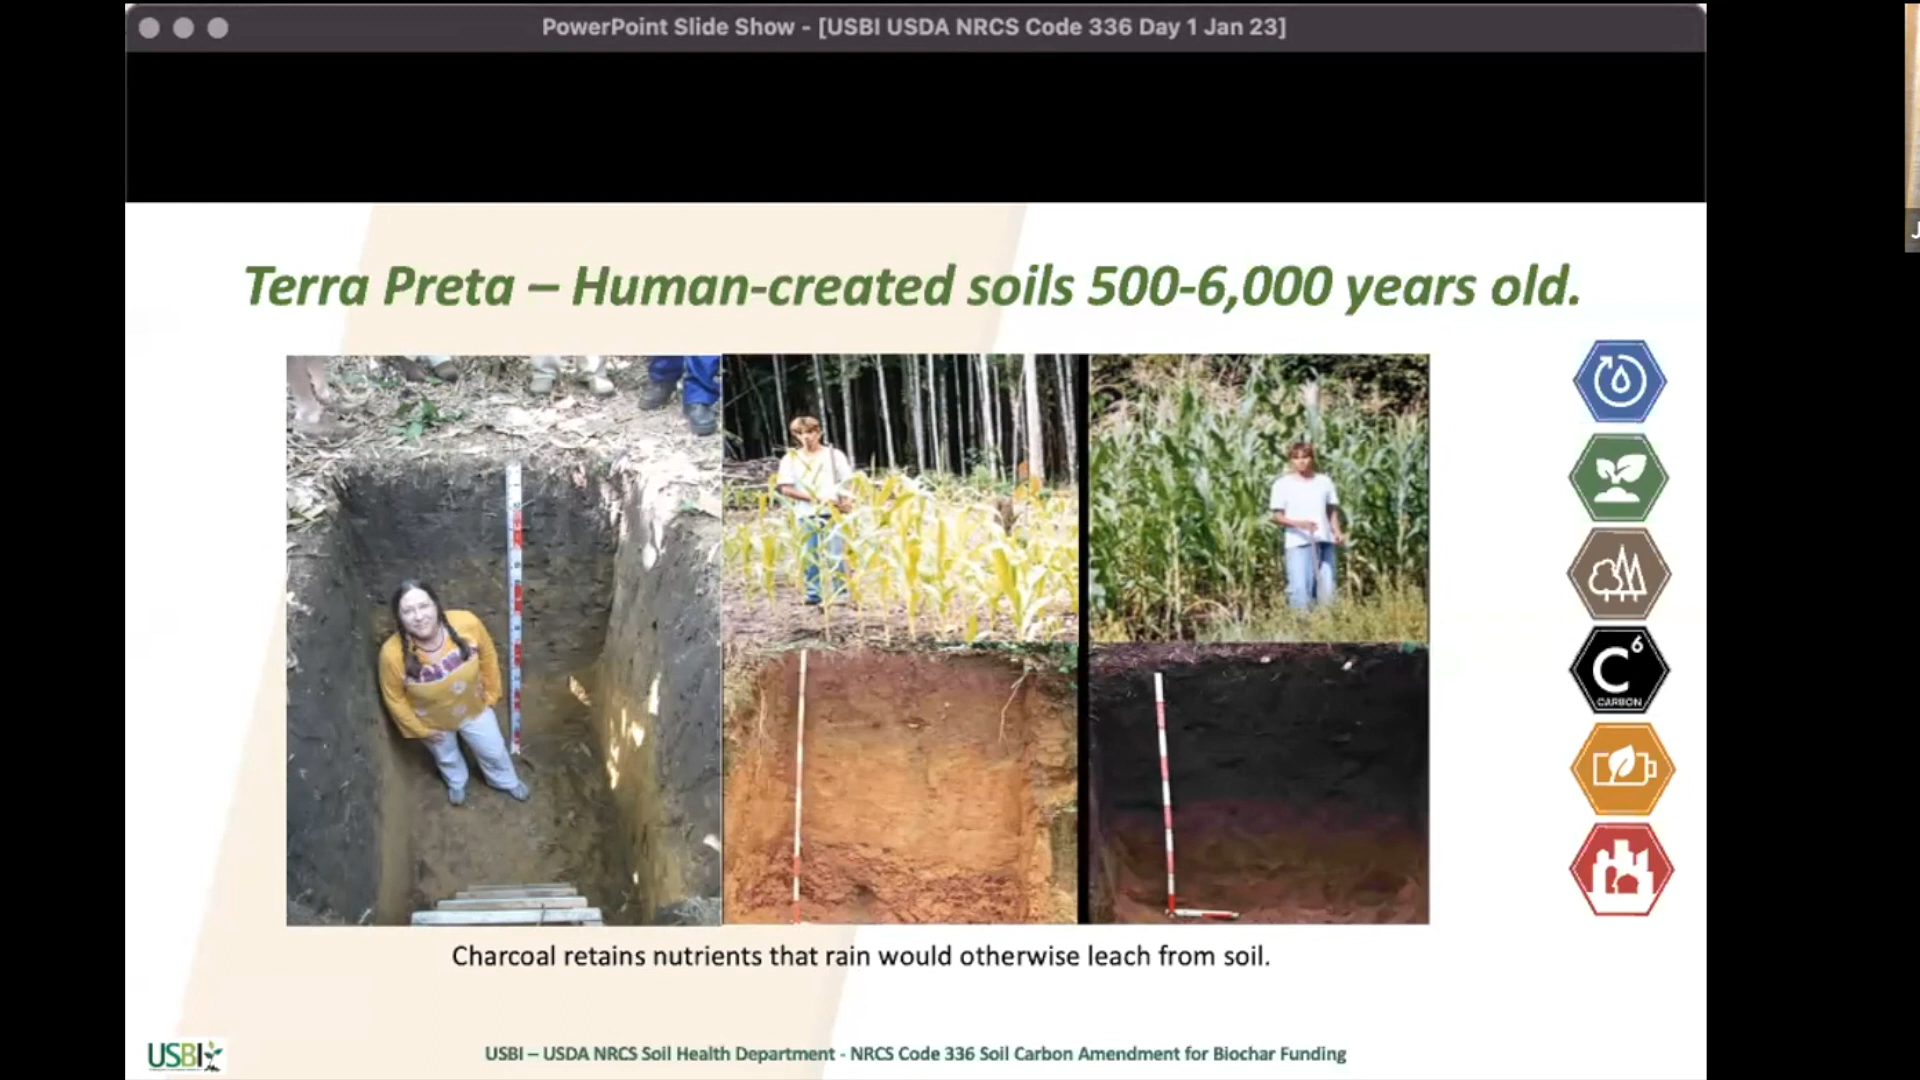 PowerPoint Slide Show - [USBI USDA NRCS Code 336 Day 1 Jan 23]
Terra Preta – Human-created soils 500-6,000 years old.
C 6
CARBON
Charcoal retains nutrients that rain would otherwise leach from soil.
USBI
USBI – USDA NRCS Soil Health Department - NRCS Code 336 Soil Carbon Amendment for Biochar Funding
J